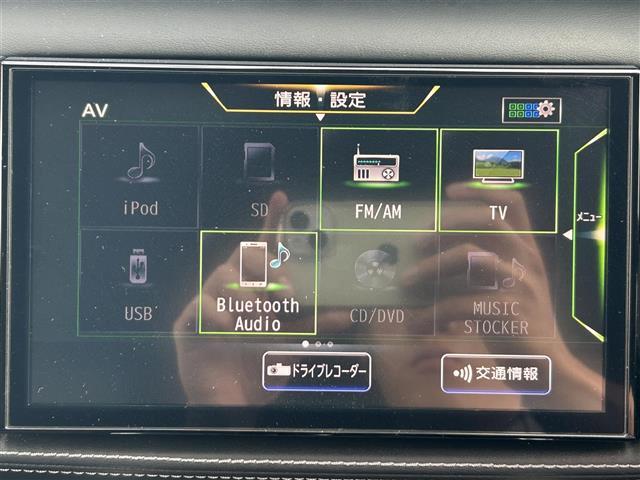 情報・設定
AV
iPod
SD
FM/AM
TV
メニュー
USB
Bluetooth
Audio
CD/DVD
MUSIC
STOCKER
ドライブレコーダー
交通情報